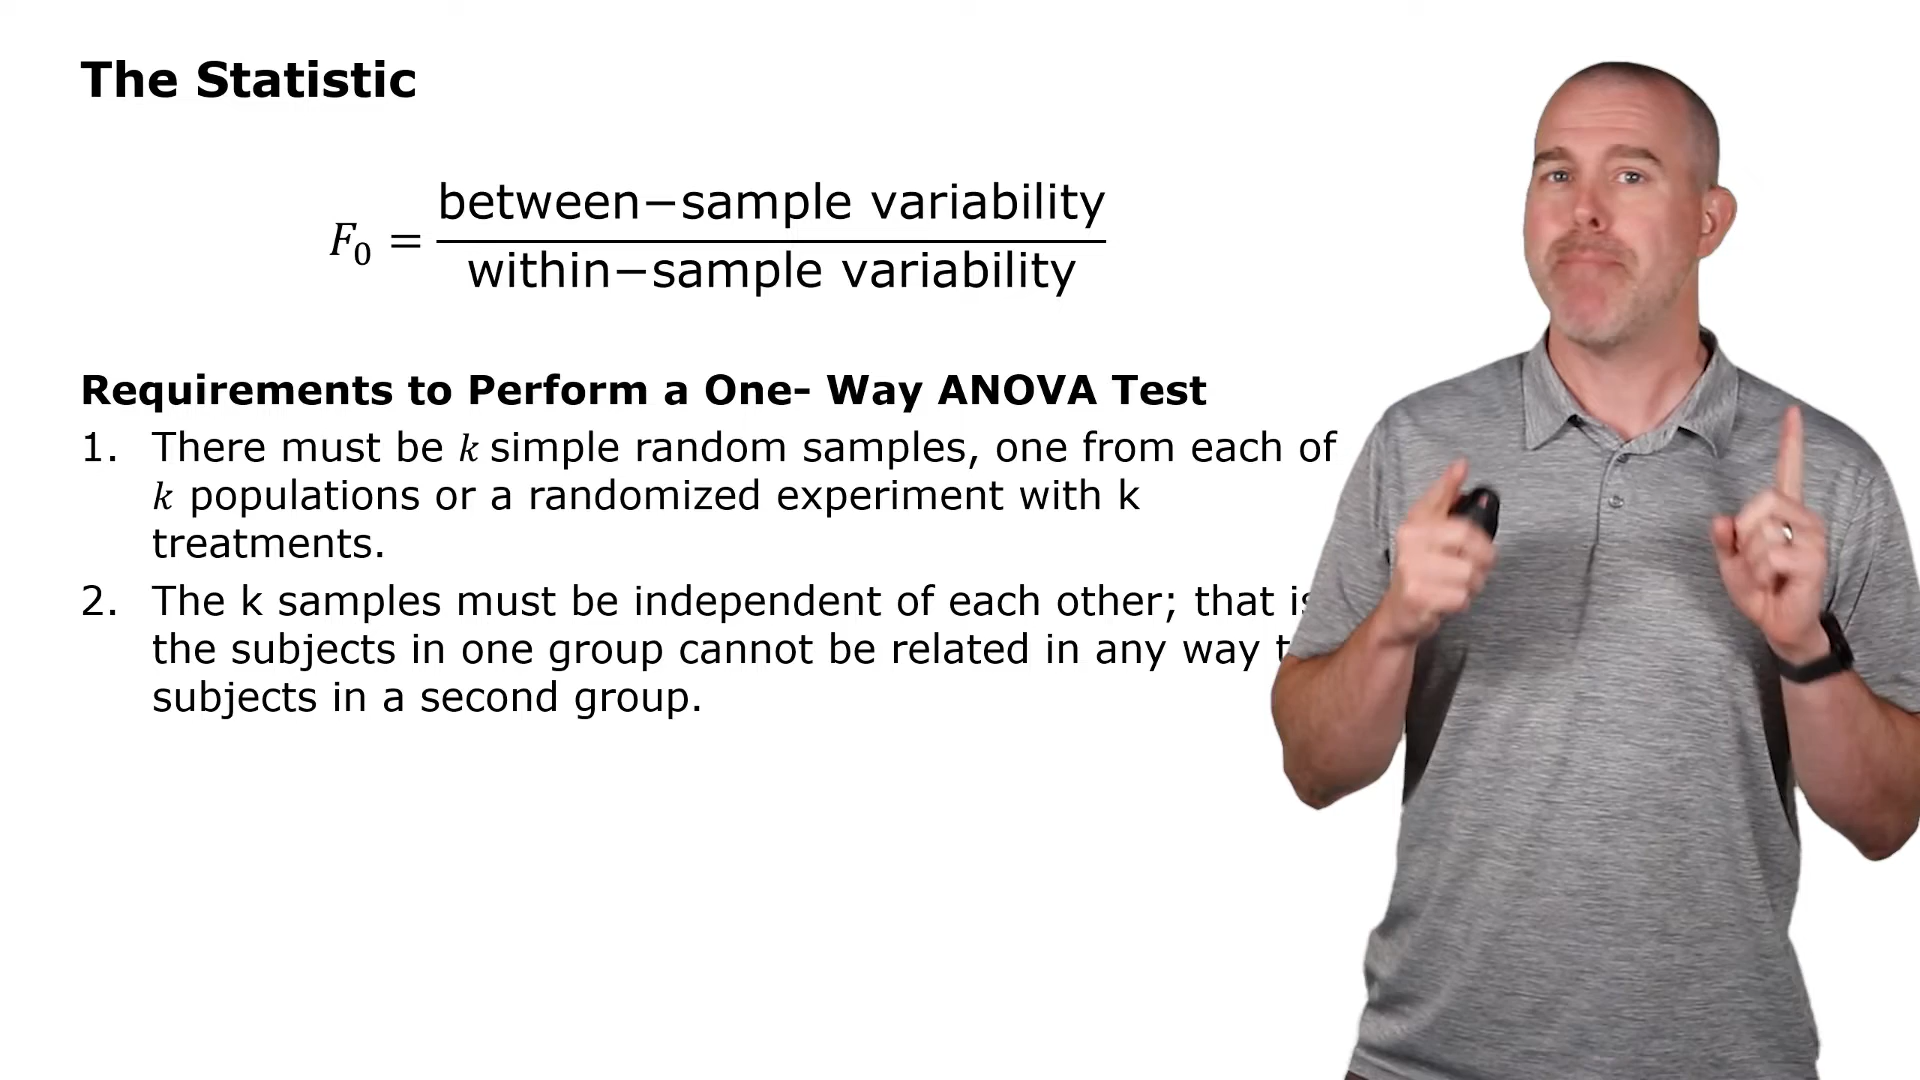 The Statistic
F₀ = between−sample variability
within−sample variability
Requirements to Perform a One- Way ANOVA Test
1. There must be k simple random samples, one from each of
k populations or a randomized experiment with k
treatments.
2. The k samples must be independent of each other; that is
the subjects in one group cannot be related in any way
subjects in a second group.